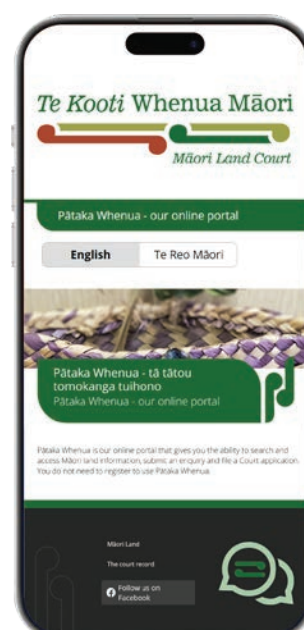 Te Kooti Whenua Māori
Māori Land Court
Pātaka Whenua - our online portal
English Te Reo Māori
Pātaka Whenua - tā tātou
tomokanga tuihono
Pātaka Whenua - our online portal
Pātaka Whenua is our online portal that gives you the ability to search and
access Māori land information, submit an enquiry and file a Court application.
You do not need to register to use Pātaka Whenua.
Māori Land
The court record
Follow us on
Facebook